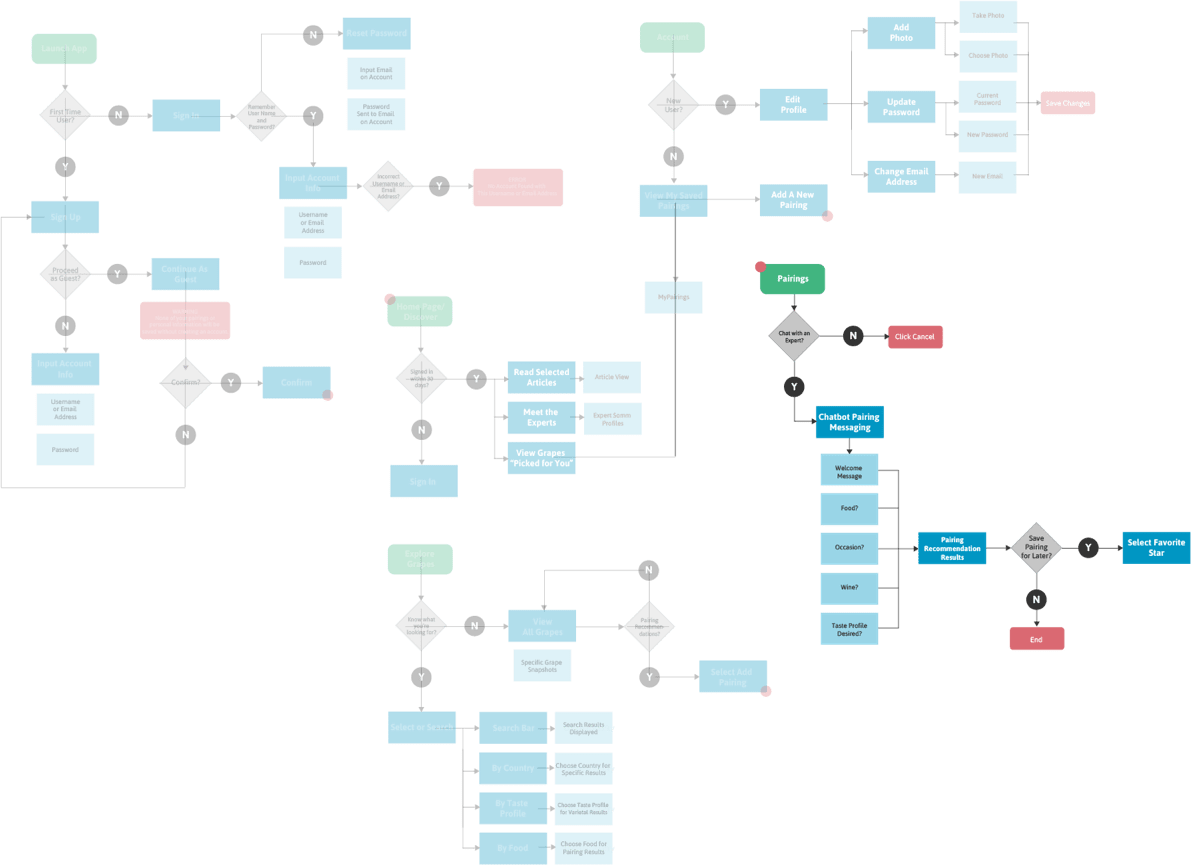 Launch App
First Time
User?
N
Y
Sign In
Remember
User Name
and
Password?
N
Reset Password
Input Email
on Account
Password
Sent to Email
on Account
Y
Input Account
Info
Username
or Email
Address
Password
Incorrect
Username or
Email
Address?
Y
Sign Up
Proceed
as Guest?
Y
Continue As
Guest
N
Input Account
Info
Username
or Email
Address
Password
Confirm?
Y
Confirm
N
Account
New
User?
Y
Edit
Profile
Add
Photo
Take Photo
Choose Photo
Update
Password
Current
Password
New Password
Change Email
Address
New Email
Save Changes
N
View My Saved
Pairings
Add A New
Pairing
MyPairings
Home Page/
Discover
Signed In
within 30
days?
Y
Read Selected
Articles
Article View
Meet the
Experts
Expert Somm
Profiles
View Grapes
"Picked for You"
N
Sign In
Pairings
Chat with an
Expert?
N
Click Cancel
Y
Chatbot Pairing
Messaging
Welcome
Message
Food?
Occasion?
Wine?
Taste Profile
Desired?
Pairing
Recommendation
Results
Save
Pairing
for Later?
Y
Select Favorite
Star
N
End
Explore
Grapes
Know what
you're
looking for?
N
View
All Grapes
Specific Grape
Snapshots
Pairing
Recommen-
dations?
N
Y
Select Add
Pairing
Y
Select or Search
Search Bar
Search Results
Displayed
By Country
Choose Country for
Specific Results
By Taste
Profile
Choose Taste Profile
for Varietal Results
By Food
Choose Food for
Pairing Results